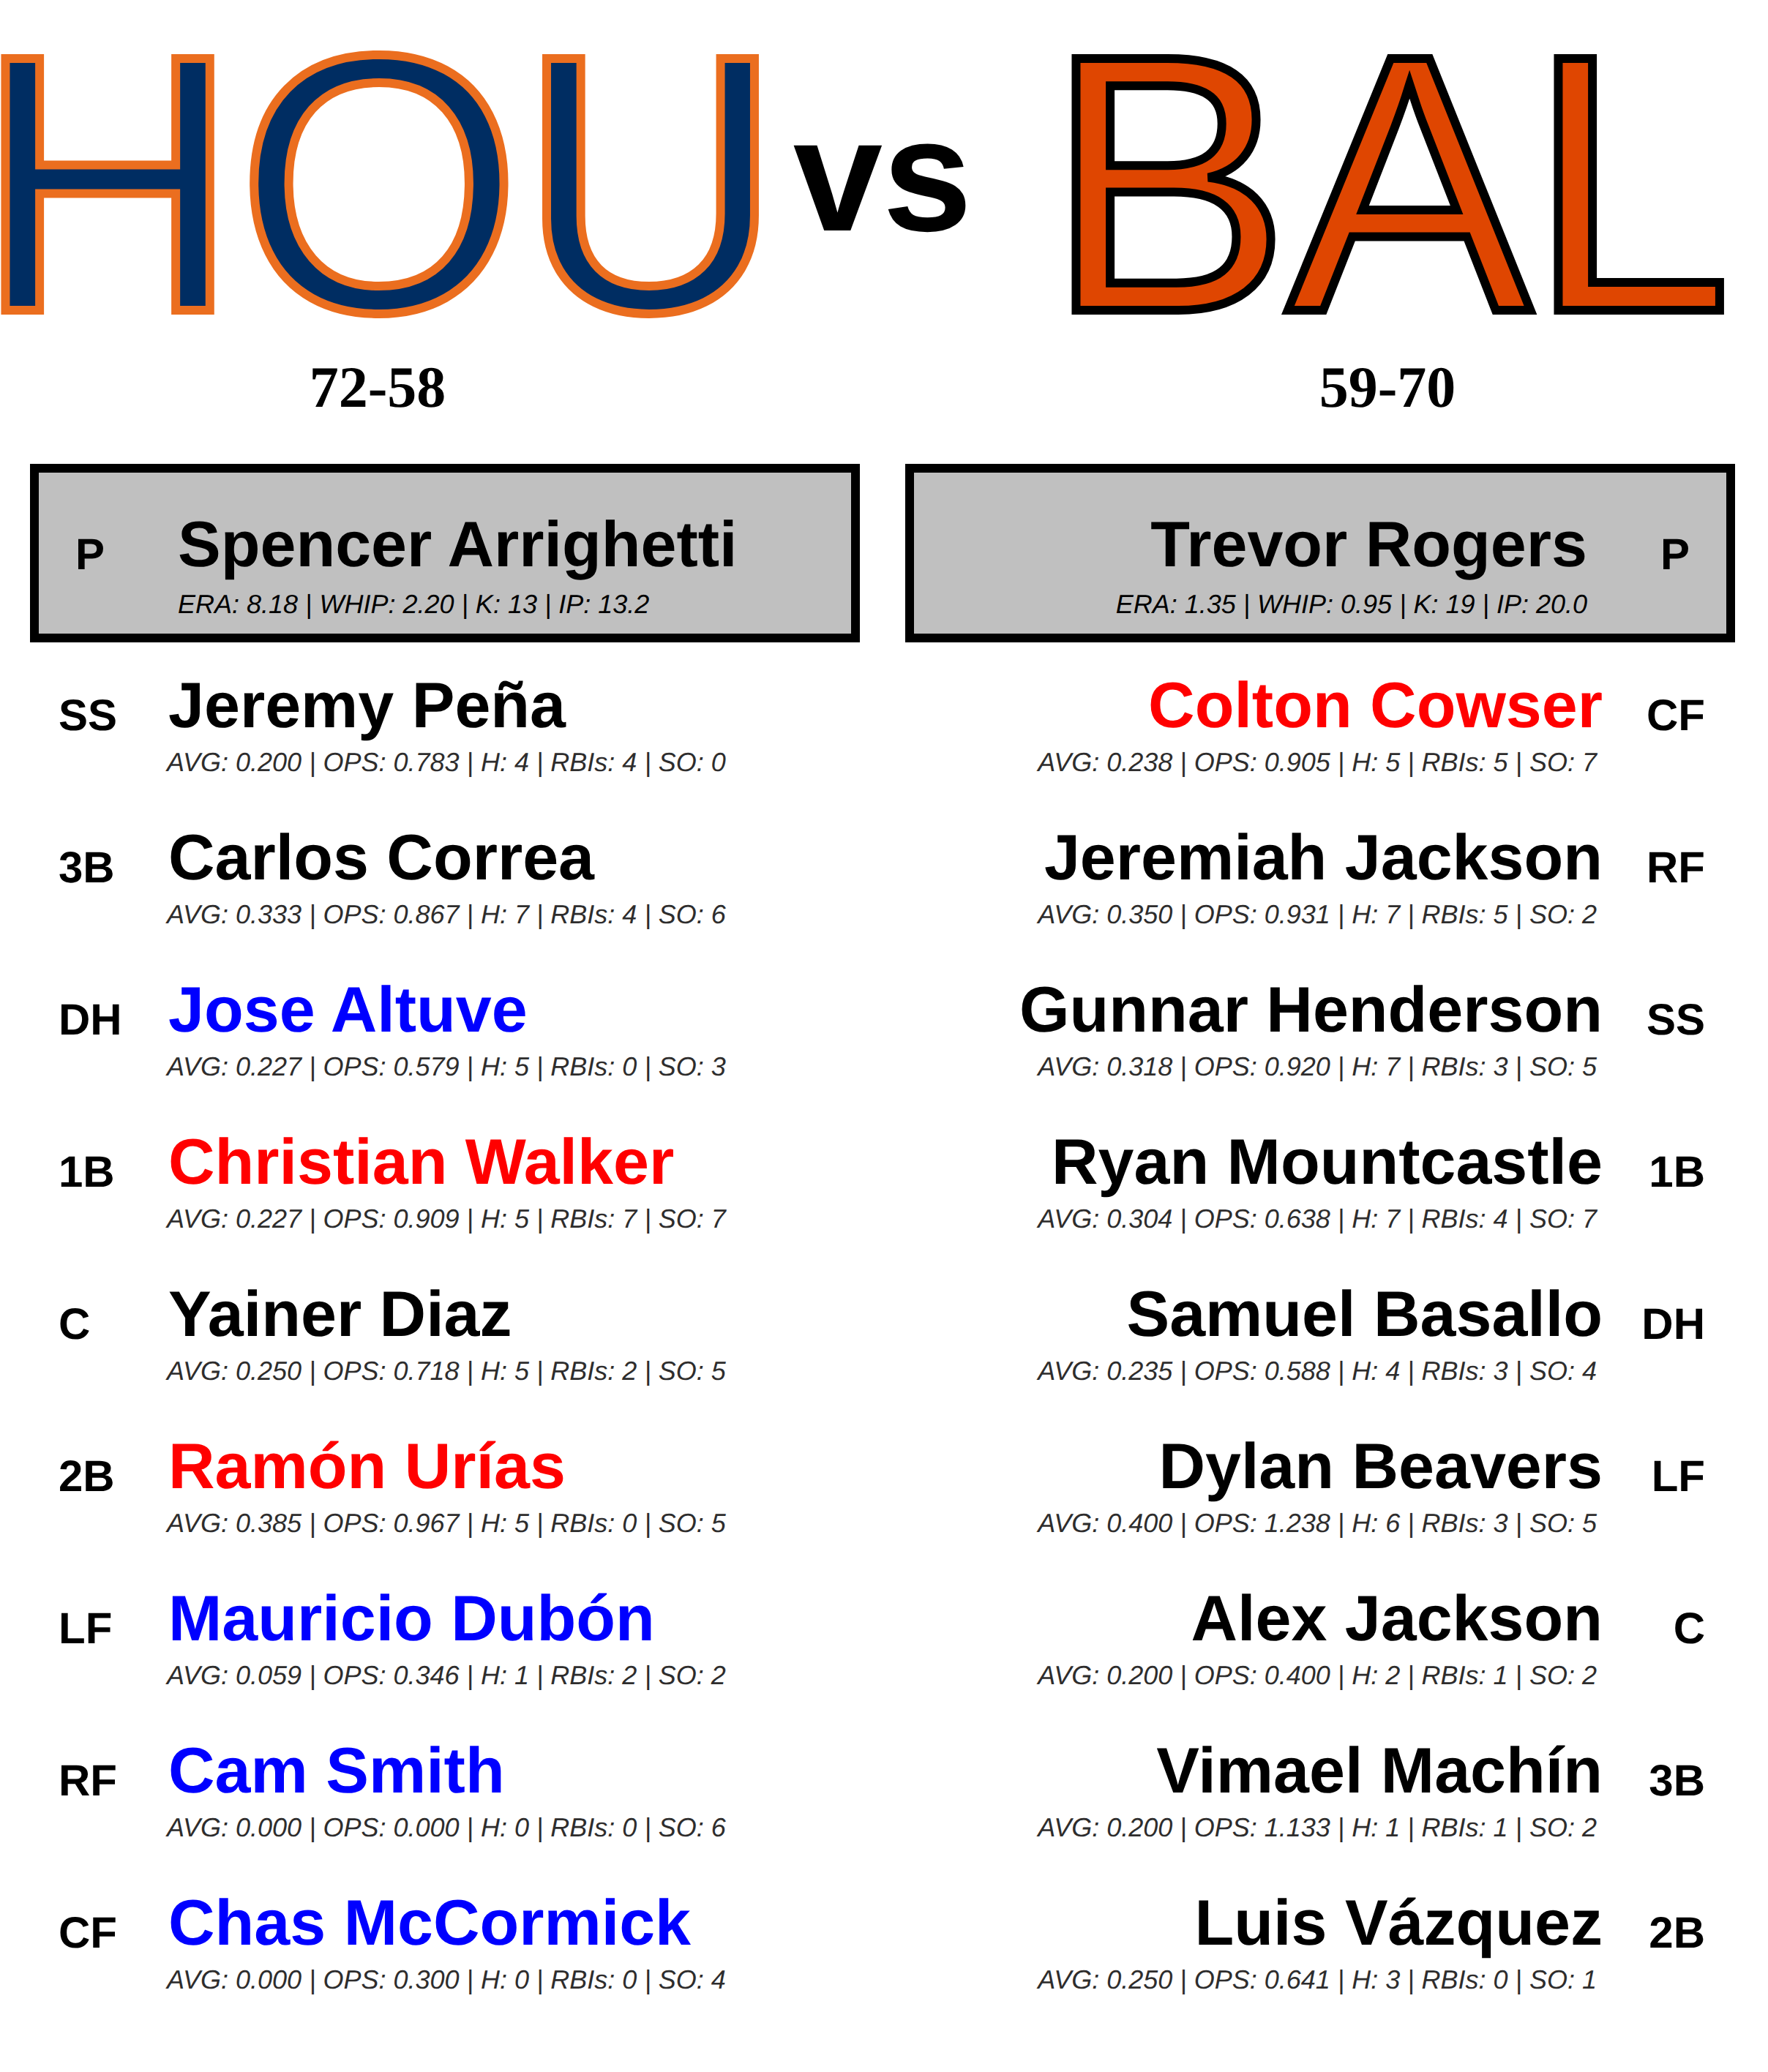 HOU vs BAL
72-58
59-70
P Spencer Arrighetti
ERA: 8.18 | WHIP: 2.20 | K: 13 | IP: 13.2
Trevor Rogers P
ERA: 1.35 | WHIP: 0.95 | K: 19 | IP: 20.0
SS Jeremy Peña
AVG: 0.200 | OPS: 0.783 | H: 4 | RBIs: 4 | SO: 0
3B Carlos Correa
AVG: 0.333 | OPS: 0.867 | H: 7 | RBIs: 4 | SO: 6
DH Jose Altuve
AVG: 0.227 | OPS: 0.579 | H: 5 | RBIs: 0 | SO: 3
1B Christian Walker
AVG: 0.227 | OPS: 0.909 | H: 5 | RBIs: 7 | SO: 7
C Yainer Diaz
AVG: 0.250 | OPS: 0.718 | H: 5 | RBIs: 2 | SO: 5
2B Ramón Urías
AVG: 0.385 | OPS: 0.967 | H: 5 | RBIs: 0 | SO: 5
LF Mauricio Dubón
AVG: 0.059 | OPS: 0.346 | H: 1 | RBIs: 2 | SO: 2
RF Cam Smith
AVG: 0.000 | OPS: 0.000 | H: 0 | RBIs: 0 | SO: 6
CF Chas McCormick
AVG: 0.000 | OPS: 0.300 | H: 0 | RBIs: 0 | SO: 4
Colton Cowser CF
AVG: 0.238 | OPS: 0.905 | H: 5 | RBIs: 5 | SO: 7
Jeremiah Jackson RF
AVG: 0.350 | OPS: 0.931 | H: 7 | RBIs: 5 | SO: 2
Gunnar Henderson SS
AVG: 0.318 | OPS: 0.920 | H: 7 | RBIs: 3 | SO: 5
Ryan Mountcastle 1B
AVG: 0.304 | OPS: 0.638 | H: 7 | RBIs: 4 | SO: 7
Samuel Basallo DH
AVG: 0.235 | OPS: 0.588 | H: 4 | RBIs: 3 | SO: 4
Dylan Beavers LF
AVG: 0.400 | OPS: 1.238 | H: 6 | RBIs: 3 | SO: 5
Alex Jackson C
AVG: 0.200 | OPS: 0.400 | H: 2 | RBIs: 1 | SO: 2
Vimael Machín 3B
AVG: 0.200 | OPS: 1.133 | H: 1 | RBIs: 1 | SO: 2
Luis Vázquez 2B
AVG: 0.250 | OPS: 0.641 | H: 3 | RBIs: 0 | SO: 1